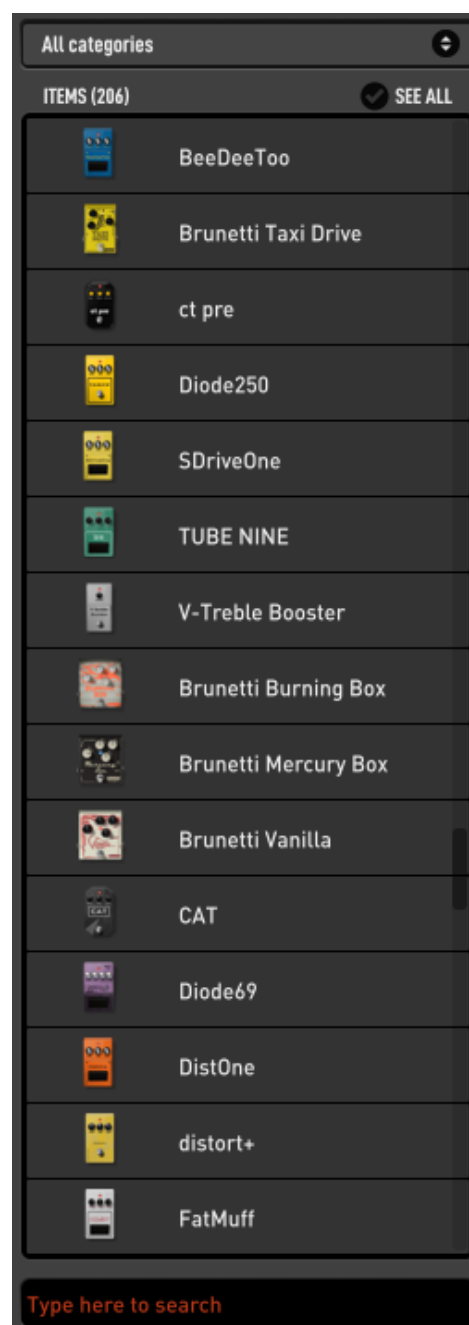 All categories
ITEMS (206)
SEE ALL
BeeDeeToo
Brunetti Taxi Drive
ct pre
Diode250
SDriveOne
TUBE NINE
V-Treble Booster
Brunetti Burning Box
Brunetti Mercury Box
Brunetti Vanilla
CAT
Diode69
DistOne
distort+
FatMuff
Type here to search